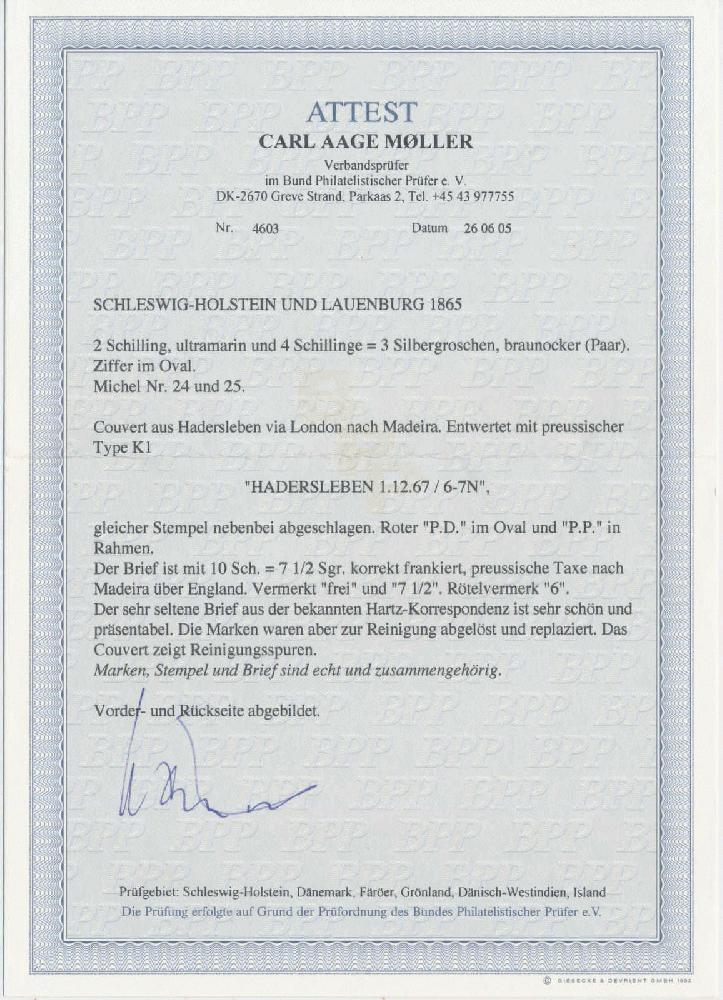 ATTEST
CARL AAGE MØLLER
Verbandsprüfer
im Bund Philatelistischer Prüfer e. V.
DK-2670 Greve Strand, Parkaas 2, Tel. +45 43 977755
Nr. 4603 Datum 26 06 05
SCHLESWIG-HOLSTEIN UND LAUENBURG 1865
2 Schilling, ultramarin und 4 Schillinge = 3 Silbergroschen, braunocker (Paar).
Ziffer im Oval.
Michel Nr. 24 und 25.
Couvert aus Hadersleben via London nach Madeira. Entwertet mit preussischer
Type K1
"HADERSLEBEN 1.12.67 / 6-7N",
gleicher Stempel nebenbei abgeschlagen. Roter "P.D." im Oval und "P.P." in
Rahmen.
Der Brief ist mit 10 Sch. = 7 1/2 Sgr. korrekt frankiert, preussische Taxe nach
Madeira über England. Vermerkt "frei" und "7 1/2". Rötelvermerk "6".
Der sehr seltene Brief aus der bekannten Hartz-Korrespondenz ist sehr schön und
präsentabel. Die Marken waren aber zur Reinigung abgelöst und replaziert. Das
Couvert zeigt Reinigungsspuren.
Marken, Stempel und Brief sind echt und zusammengehörig.
Vorder- und Rückseite abgebildet.
Prüfgebiet: Schleswig-Holstein, Dänemark, Färöer, Grönland, Dänisch-Westindien, Island
Die Prüfung erfolgte auf Grund der Prüfordnung des Bundes Philatelistischer Prüfer e.V.
© GIESECKE & DEVRIENT GMBH